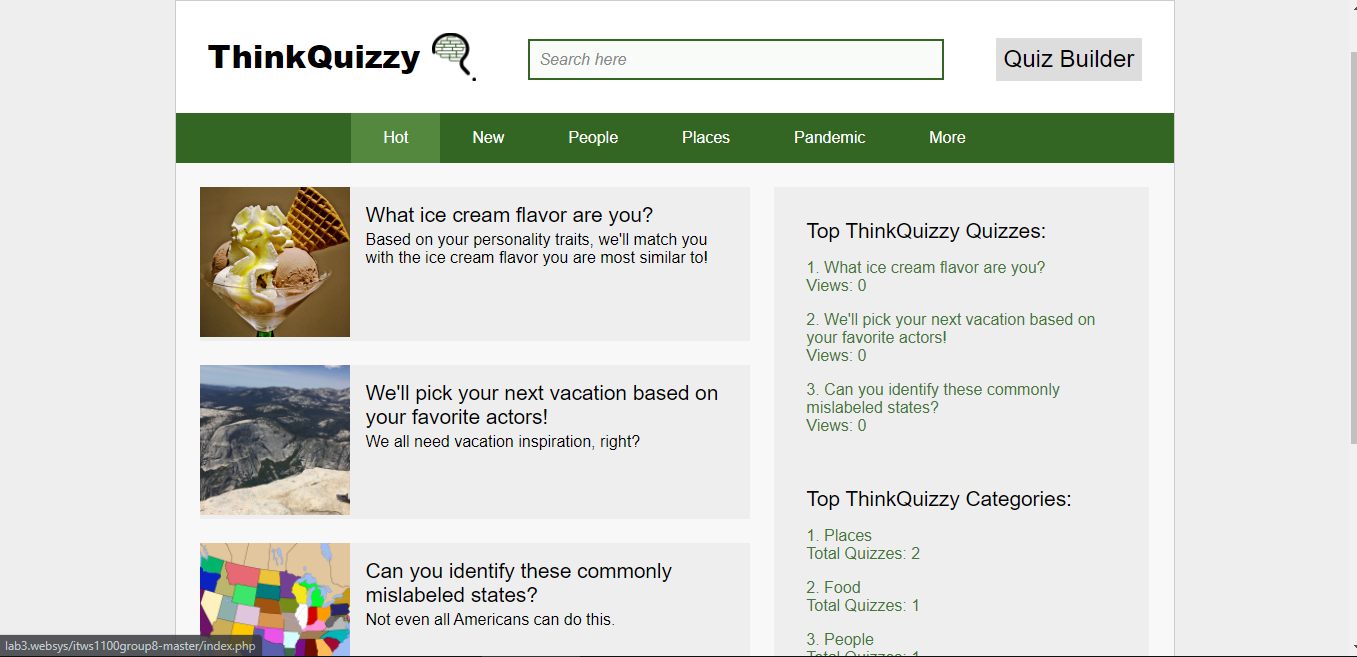 ThinkQuizzy
Search here
Quiz Builder
Hot
New
People
Places
Pandemic
More
What ice cream flavor are you?
Based on your personality traits, we'll match you
with the ice cream flavor you are most similar to!
We'll pick your next vacation based on
your favorite actors!
We all need vacation inspiration, right?
Can you identify these commonly
mislabeled states?
Not even all Americans can do this.
Top ThinkQuizzy Quizzes:
1. What ice cream flavor are you?
Views: 0
2. We'll pick your next vacation based on
your favorite actors!
Views: 0
3. Can you identify these commonly
mislabeled states?
Views: 0
Top ThinkQuizzy Categories:
1. Places
Total Quizzes: 2
2. Food
Total Quizzes: 1
3. People
Total Quizzes: 1
lab3.websys/itws1100group8-master/index.php